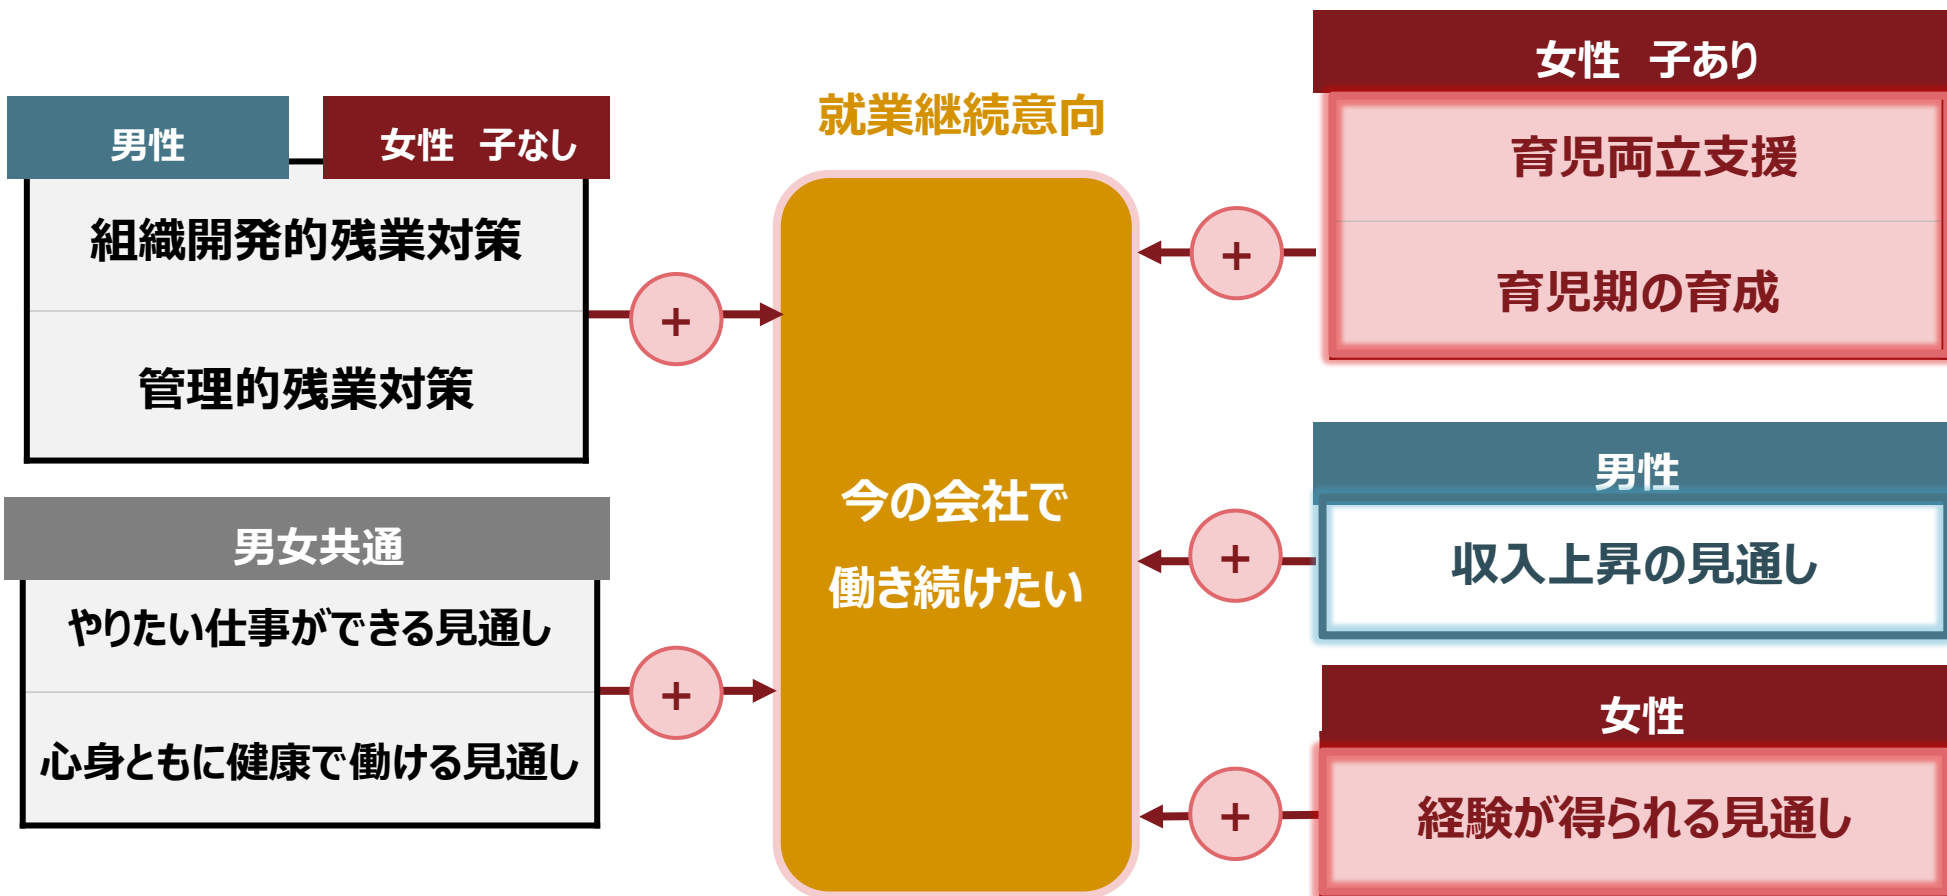 男性
女性　子なし
組織開発的残業対策
管理的残業対策
+
男女共通
やりたい仕事ができる見通し
心身ともに健康で働ける見通し
+
就業継続意向
今の会社で
働き続けたい
女性　子あり
育児両立支援
育児期の育成
+
男性
収入上昇の見通し
+
女性
経験が得られる見通し
+